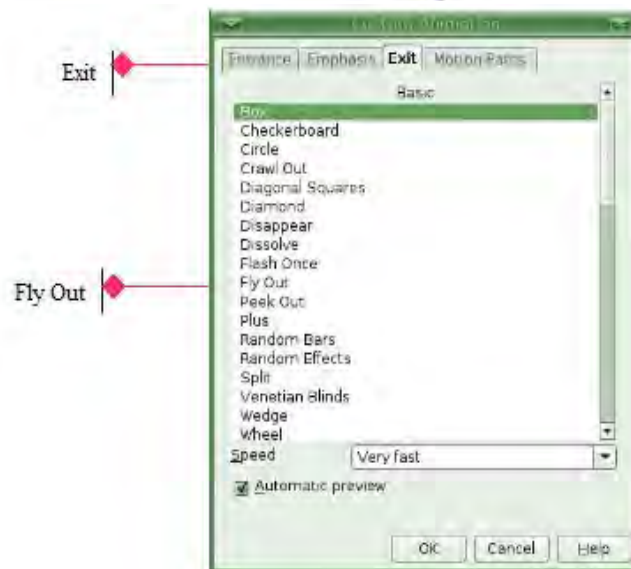 Custom Animation
Exit
Entrance Emphasis Exit Motion Paths
Basic
Box
Checkerboard
Circle
Crawl Out
Diagonal Squares
Diamond
Disappear
Dissolve
Flash Once
Fly Out
Fly Out
Peek Out
Plus
Random Bars
Random Effects
Split
Venetian Blinds
Wedge
Wheel
Speed Very fast
Automatic preview
OK Cancel Help